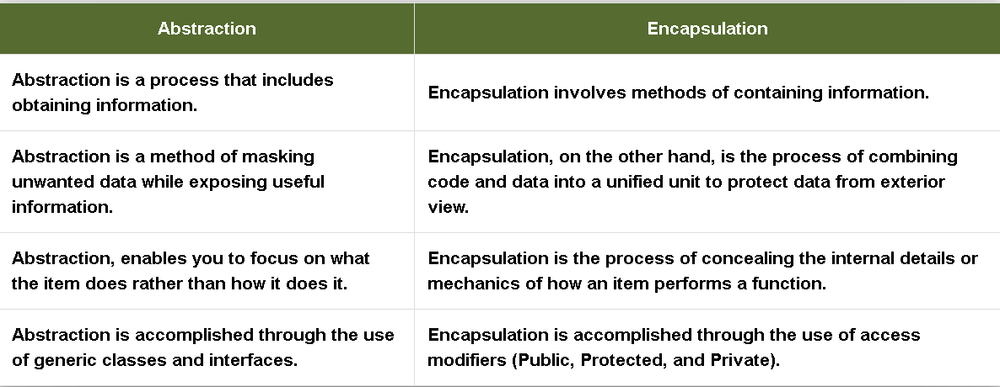 Abstraction
Encapsulation
Abstraction is a process that includes
obtaining information.
Encapsulation involves methods of containing information.
Abstraction is a method of masking
unwanted data while exposing useful
information.
Encapsulation, on the other hand, is the process of combining
code and data into a unified unit to protect data from exterior
view.
Abstraction, enables you to focus on what
the item does rather than how it does it.
Encapsulation is the process of concealing the internal details or
mechanics of how an item performs a function.
Abstraction is accomplished through the use
of generic classes and interfaces.
Encapsulation is accomplished through the use of access
modifiers (Public, Protected, and Private).